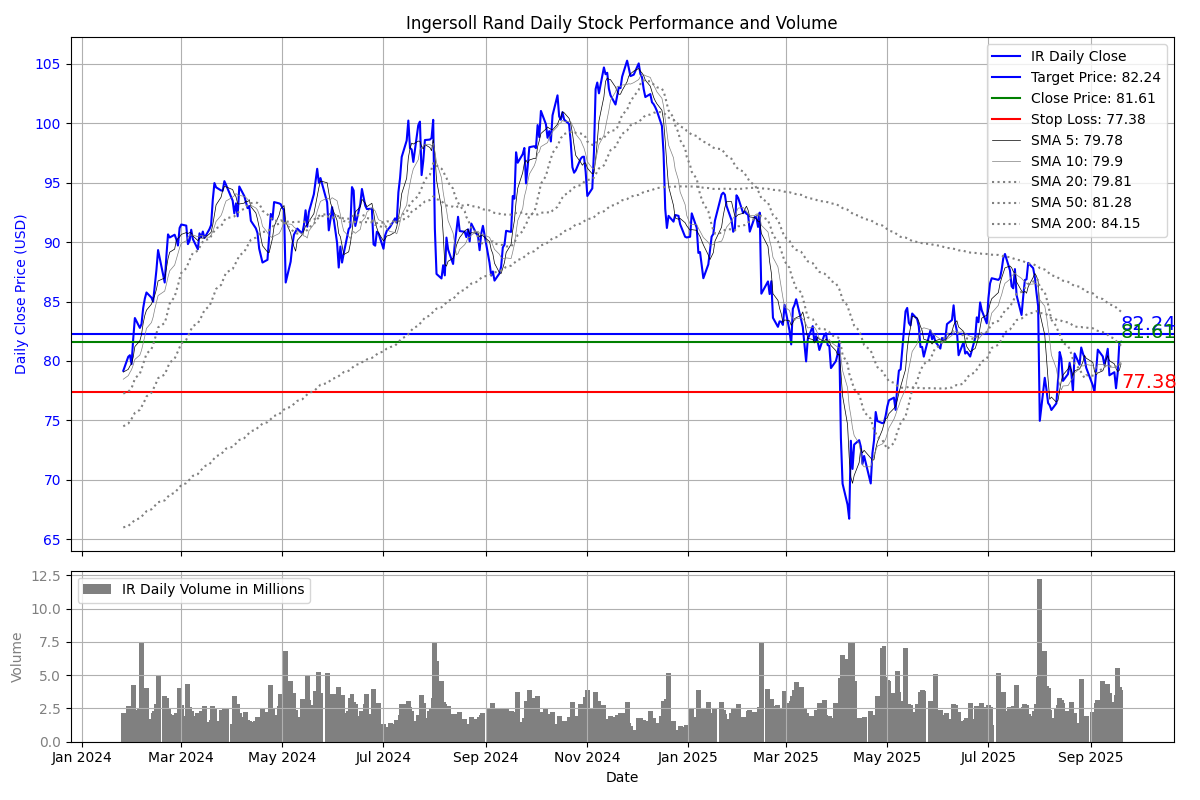 Ingersoll Rand Daily Stock Performance and Volume
Daily Close Price (USD)
105
100
95
90
85
80
75
70
65
IR Daily Close
Target Price: 82.24
Close Price: 81.61
Stop Loss: 77.38
SMA 5: 79.78
SMA 10: 79.9
SMA 20: 79.81
SMA 50: 81.28
SMA 200: 84.15
82.24
81.61
77.38
Volume
12.5
10.0
7.5
5.0
2.5
0.0
IR Daily Volume in Millions
Jan 2024 Mar 2024 May 2024 Jul 2024 Sep 2024 Nov 2024 Jan 2025 Mar 2025 May 2025 Jul 2025 Sep 2025
Date